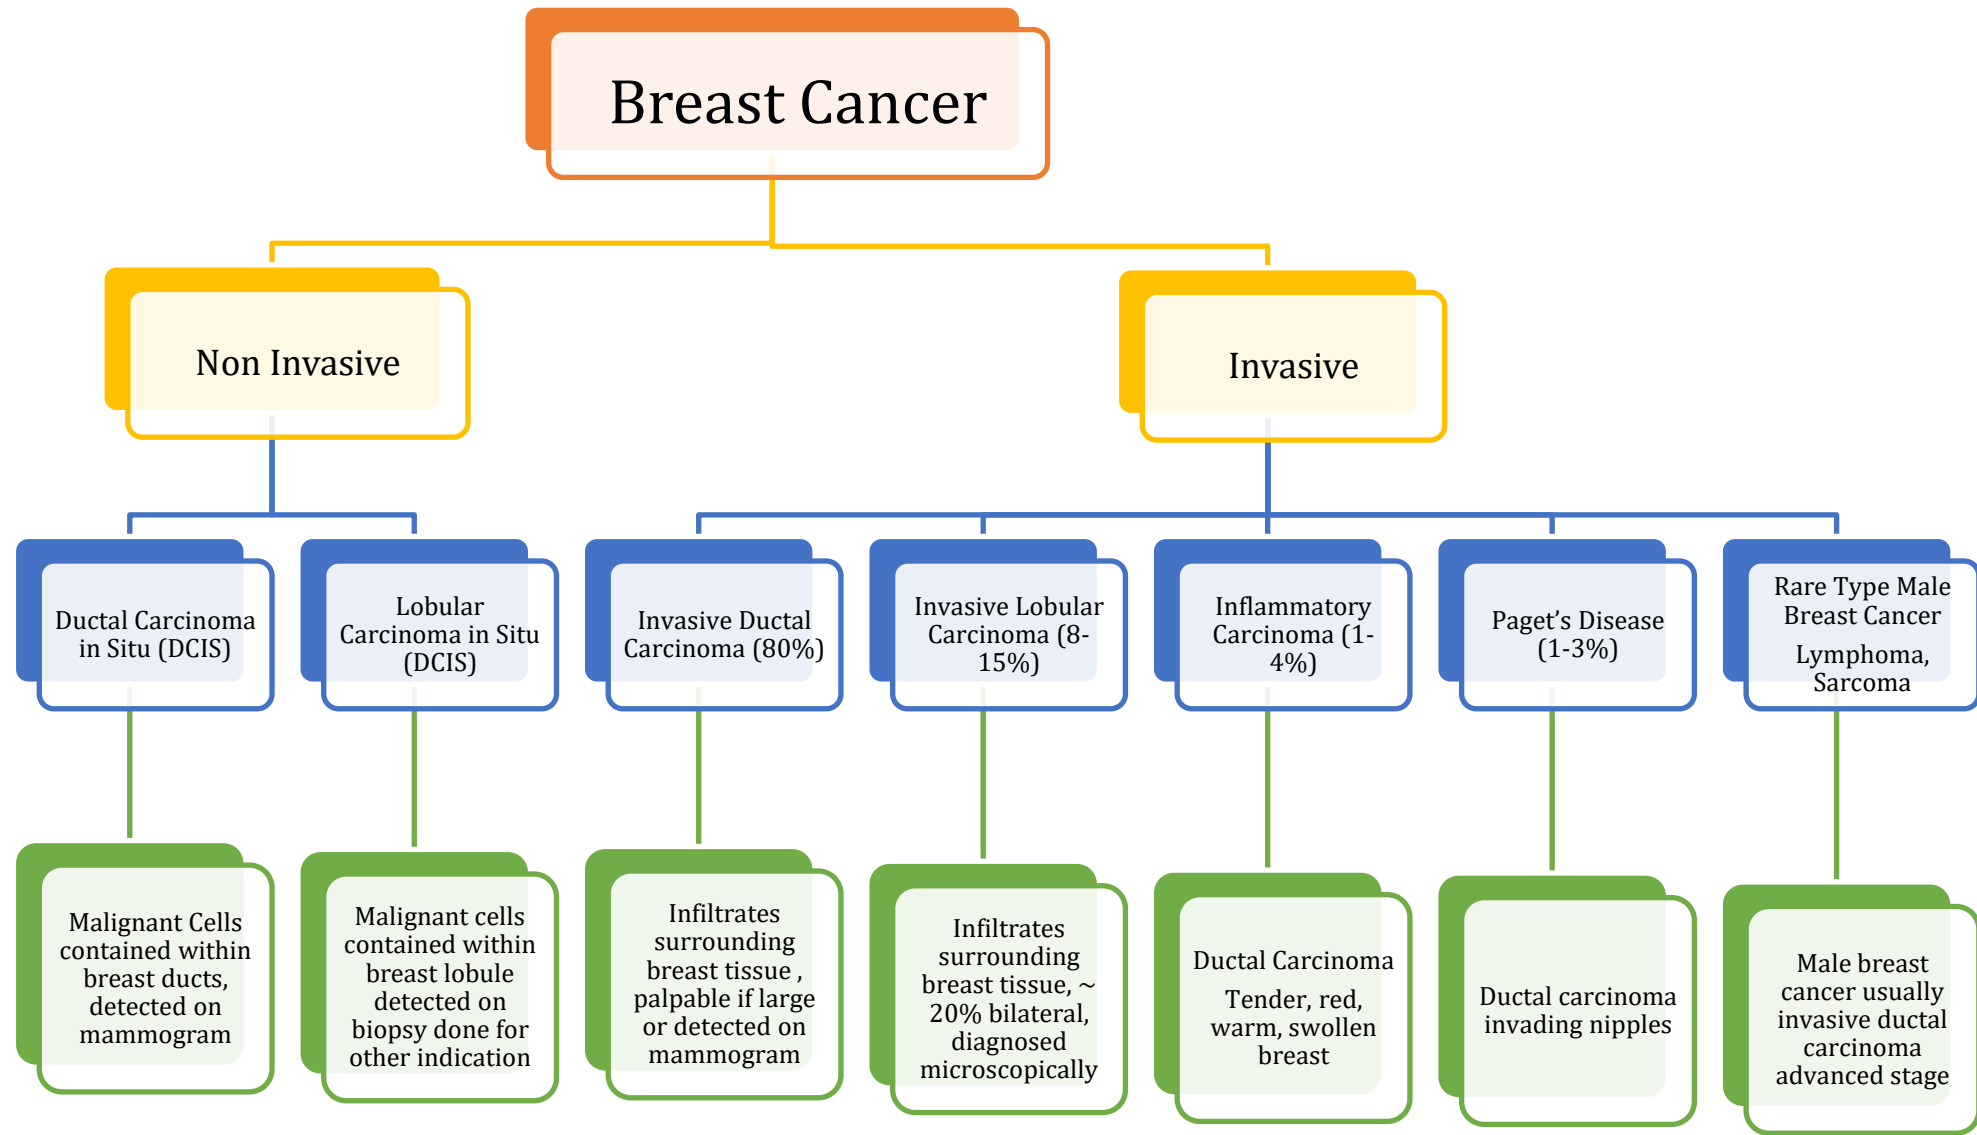 Breast Cancer
Non Invasive
Invasive
Ductal Carcinoma
in Situ (DCIS)
Lobular
Carcinoma in Situ
(DCIS)
Invasive Ductal
Carcinoma (80%)
Invasive Lobular
Carcinoma (8-
15%)
Inflammatory
Carcinoma (1-
4%)
Paget’s Disease
(1-3%)
Rare Type Male
Breast Cancer
Lymphoma,
Sarcoma
Malignant Cells
contained within
breast ducts,
detected on
mammogram
Malignant cells
contained within
breast lobule
detected on
biopsy done for
other indication
Infiltrates
surrounding
breast tissue ,
palpable if large
or detected on
mammogram
Infiltrates
surrounding
breast tissue, ~
20% bilateral,
diagnosed
microscopically
Ductal Carcinoma
Tender, red,
warm, swollen
breast
Ductal carcinoma
invading nipples
Male breast
cancer usually
invasive ductal
carcinoma
advanced stage